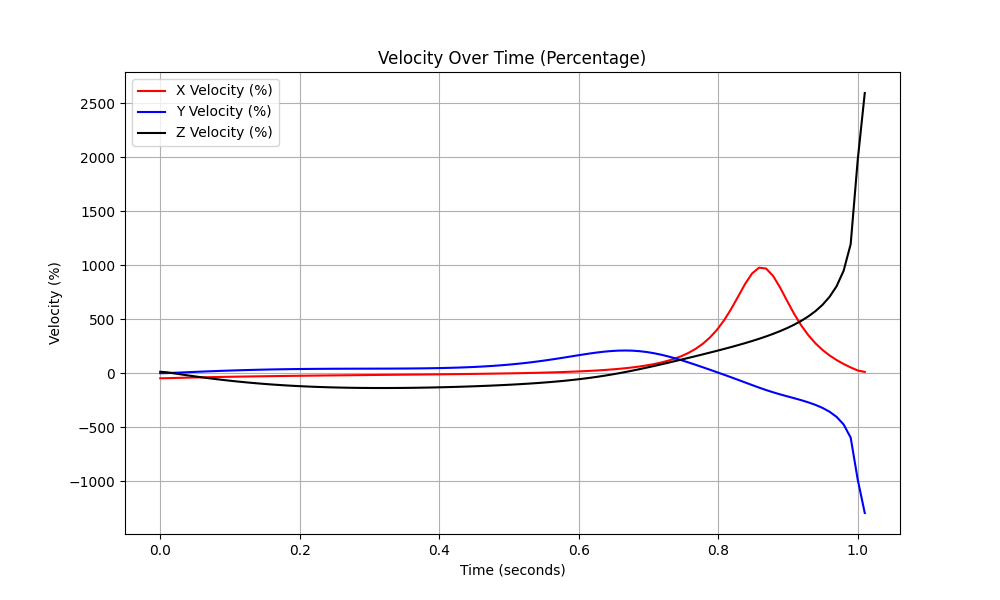 Velocity Over Time (Percentage)
X Velocity (%)
Y Velocity (%)
Z Velocity (%)
2500
2000
1500
1000
500
0
−500
−1000
Velocity (%)
0.0 0.2 0.4 0.6 0.8 1.0
Time (seconds)